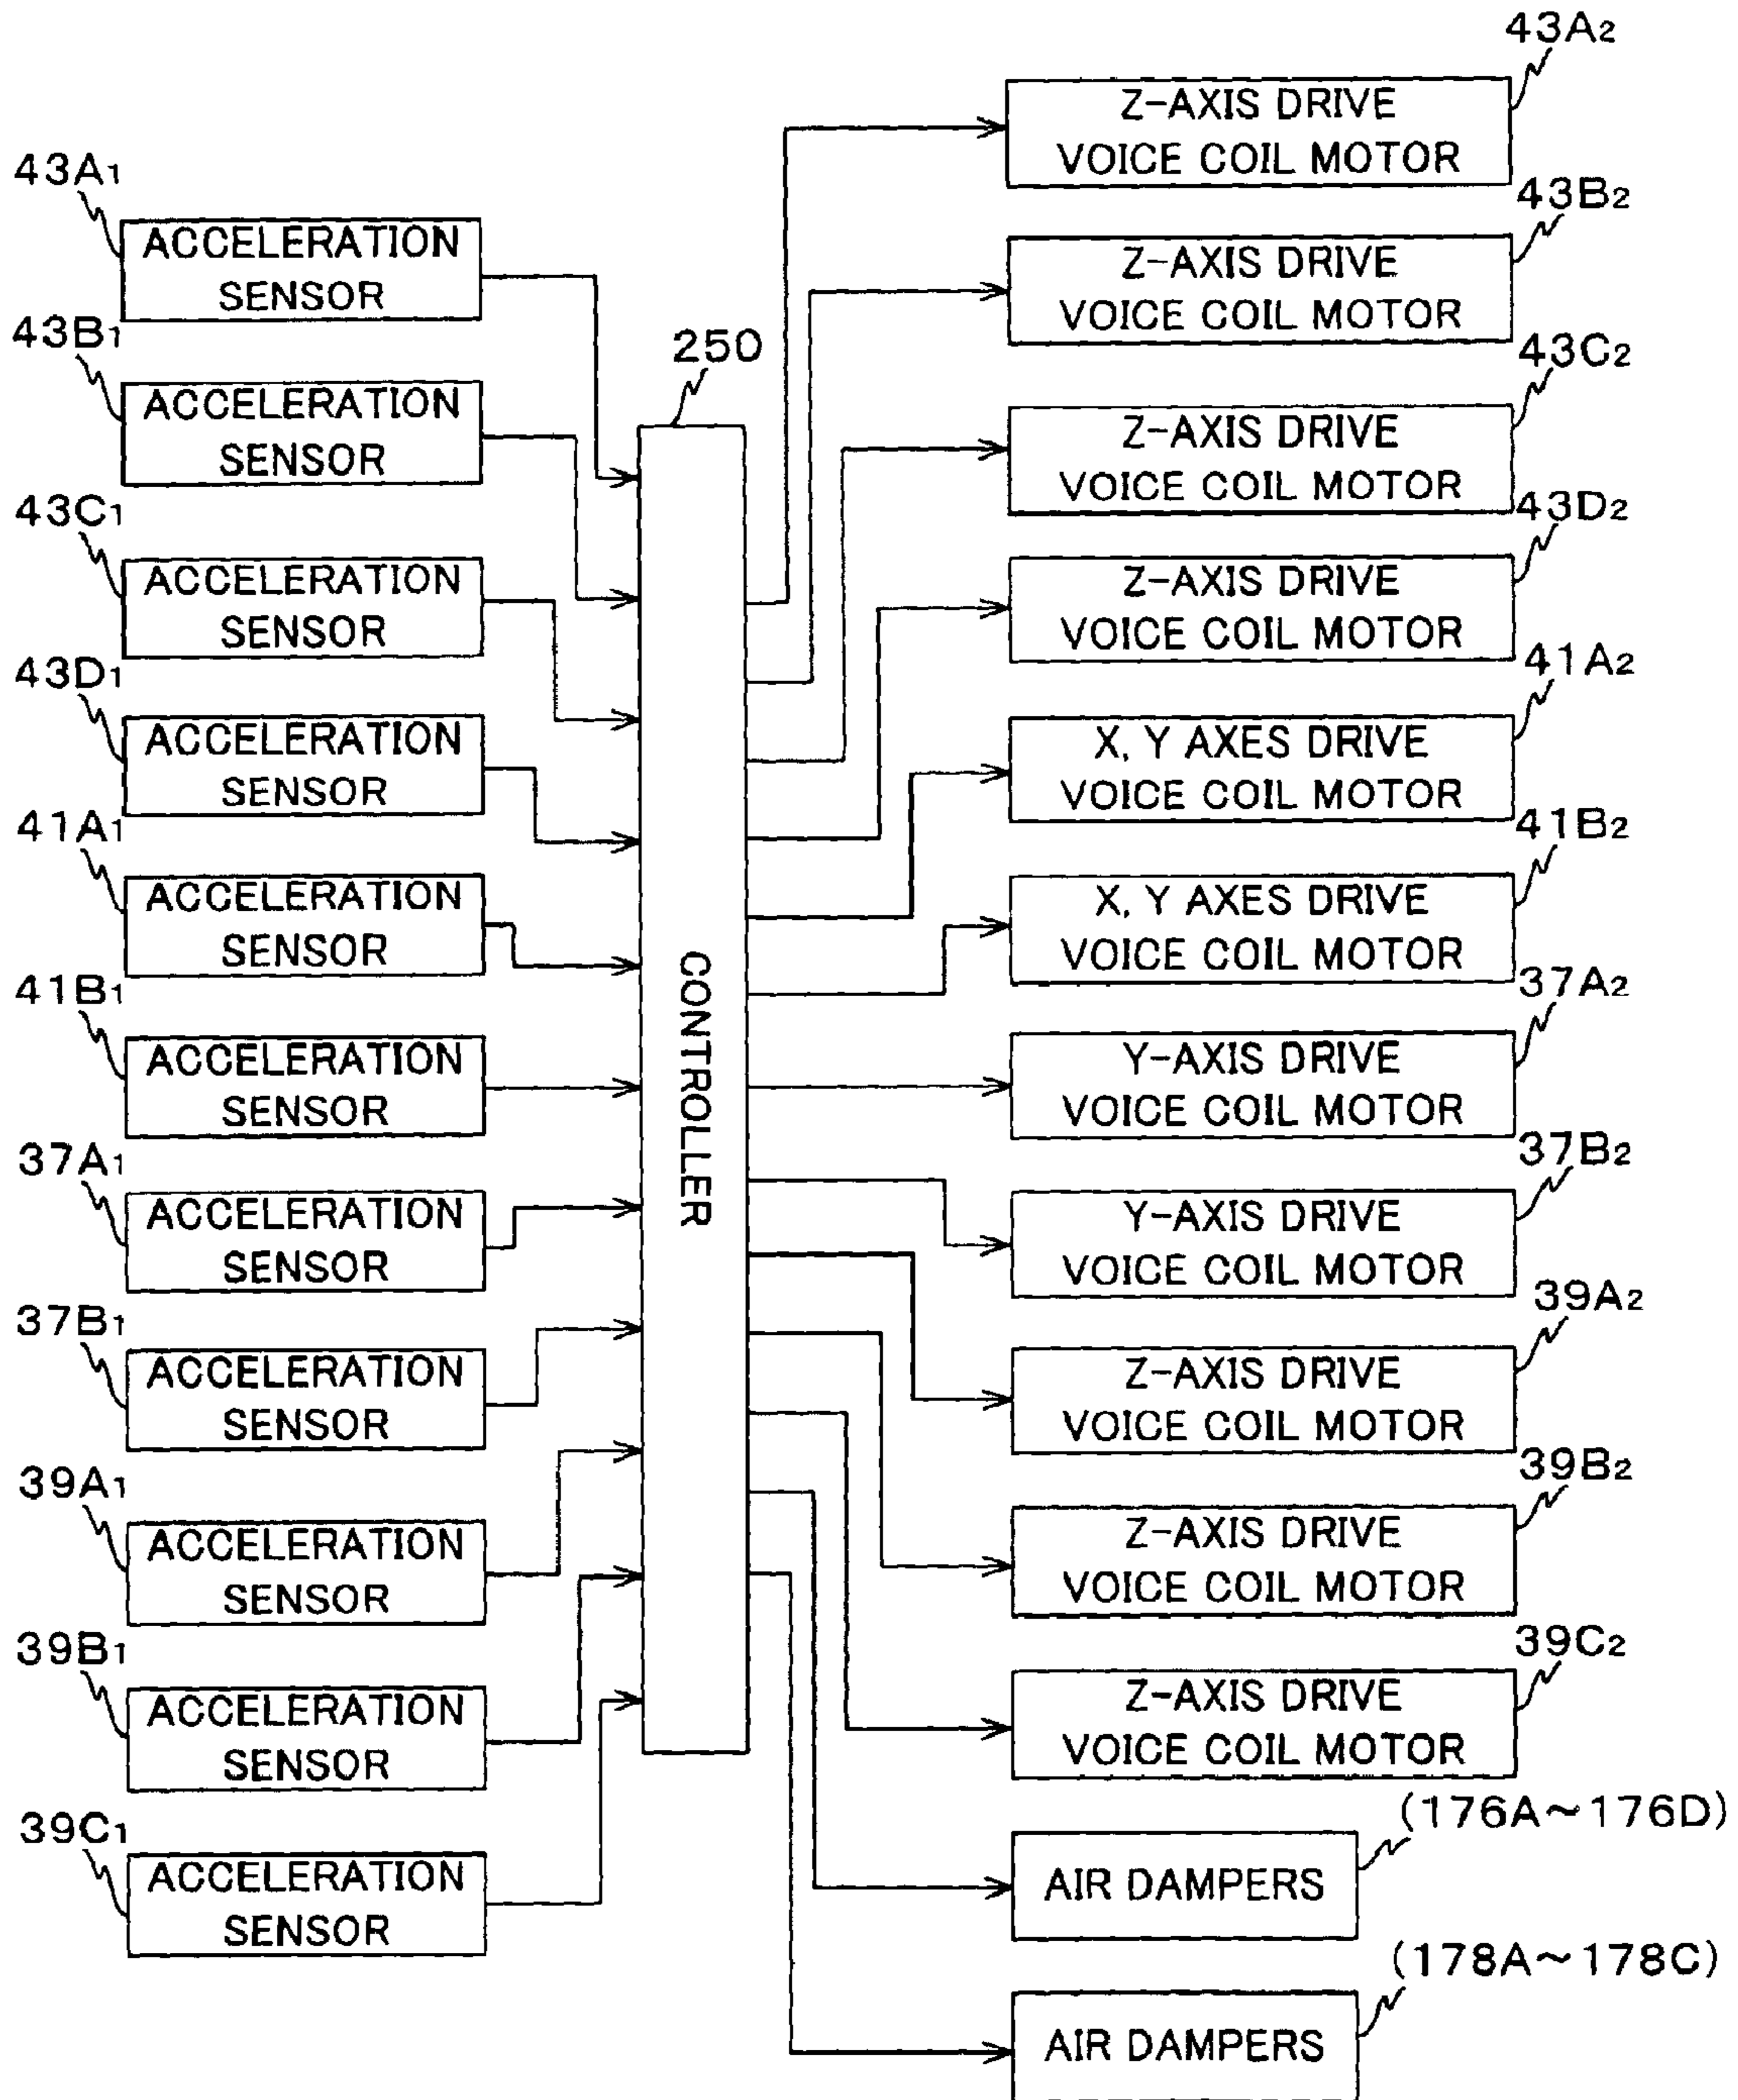 43A1
ACCELERATION
SENSOR
43B1
ACCELERATION
SENSOR
43C1
ACCELERATION
SENSOR
43D1
ACCELERATION
SENSOR
41A1
ACCELERATION
SENSOR
41B1
ACCELERATION
SENSOR
37A1
ACCELERATION
SENSOR
37B1
ACCELERATION
SENSOR
39A1
ACCELERATION
SENSOR
39B1
ACCELERATION
SENSOR
39C1
ACCELERATION
SENSOR
250
CONTROLLER
43A2
Z-AXIS DRIVE
VOICE COIL MOTOR
43B2
Z-AXIS DRIVE
VOICE COIL MOTOR
43C2
Z-AXIS DRIVE
VOICE COIL MOTOR
43D2
Z-AXIS DRIVE
VOICE COIL MOTOR
41A2
X, Y AXES DRIVE
VOICE COIL MOTOR
41B2
X, Y AXES DRIVE
VOICE COIL MOTOR
37A2
Y-AXIS DRIVE
VOICE COIL MOTOR
37B2
Y-AXIS DRIVE
VOICE COIL MOTOR
39A2
Z-AXIS DRIVE
VOICE COIL MOTOR
39B2
Z-AXIS DRIVE
VOICE COIL MOTOR
39C2
Z-AXIS DRIVE
VOICE COIL MOTOR
(176A~176D)
AIR DAMPERS
(178A~178C)
AIR DAMPERS